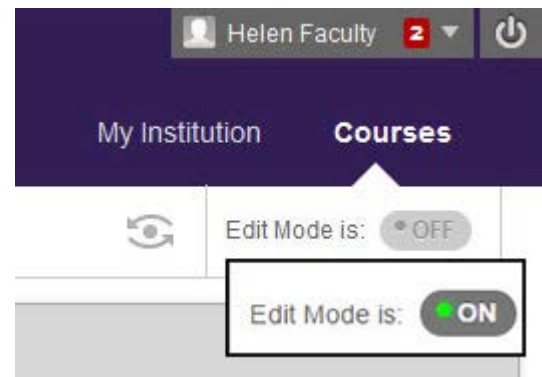 Helen Faculty 2
My Institution Courses
Edit Mode is: OFF
Edit Mode is: ON